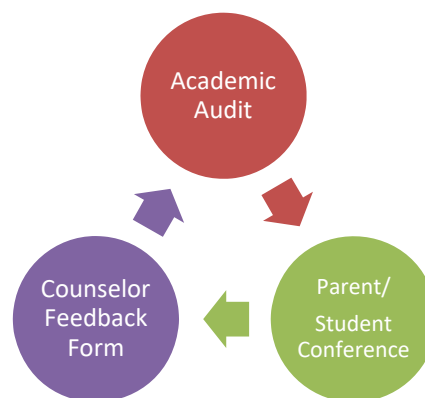 Academic
Audit
Parent/
Student
Conference
Counselor
Feedback
Form